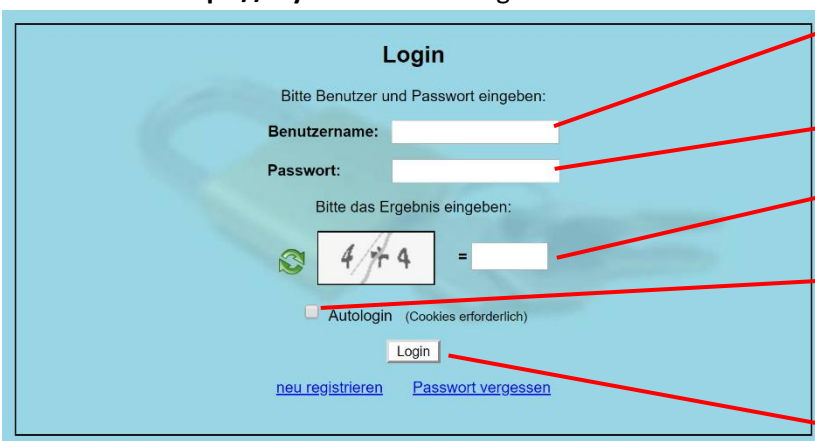 Login
Bitte Benutzer und Passwort eingeben:
Benutzername:
Passwort:
Bitte das Ergebnis eingeben:
4 + 4 =
Autologin (Cookies erforderlich)
Login
neu registrieren Passwort vergessen